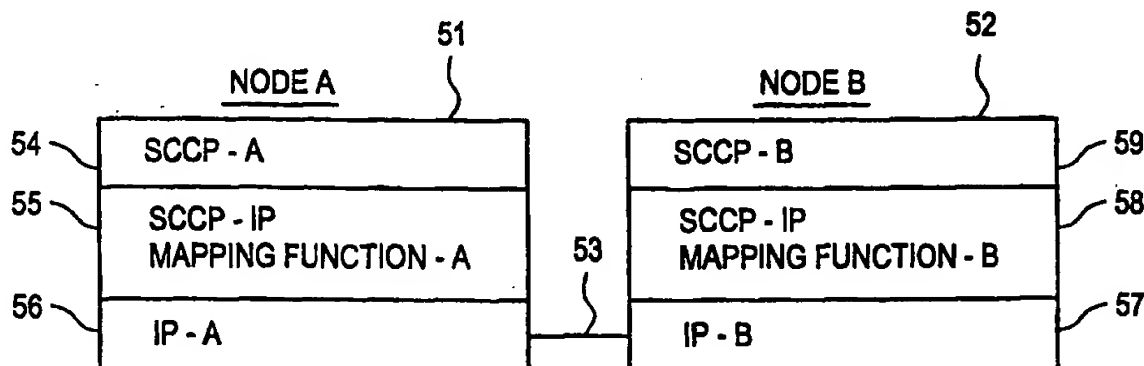 51
52
NODE A
NODE B
54
SCCP - A
SCCP - B
59
55
SCCP - IP
MAPPING FUNCTION - A
53
SCCP - IP
MAPPING FUNCTION - B
58
56
IP - A
IP - B
57